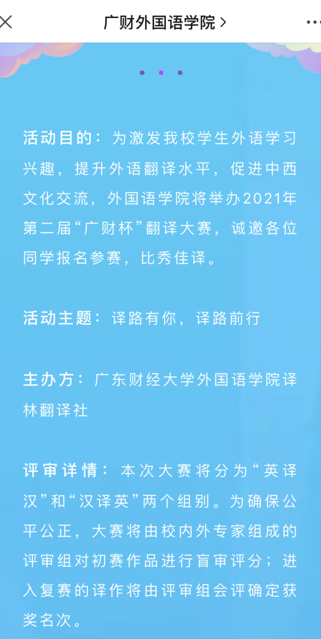 广财外国语学院
活动目的：为激发我校学生外语学习
兴趣，提升外语翻译水平，促进中西
文化交流，外国语学院将举办2021年
第二届“广财杯”翻译大赛，诚邀各位
同学报名参赛，比秀佳译。
活动主题：译路有你，译路前行
主办方：广东财经大学外国语学院译
林翻译社
评审详情：本次大赛将分为“英译
汉”和“汉译英”两个组别。为确保公
平公正，大赛将由校内外专家组成的
评审组对初赛作品进行盲审评分；进
入复赛的译作将由评审组会评确定获
奖名次。